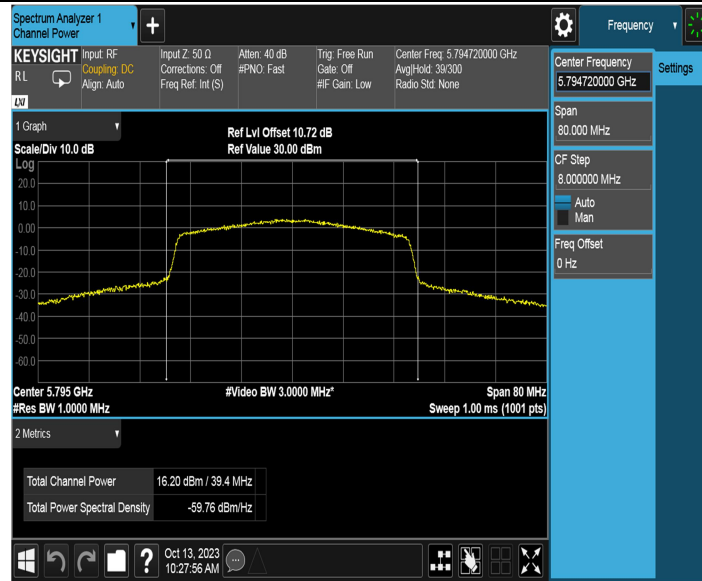 Spectrum Analyzer 1
Channel Power
+
Frequency
KEYSIGHT
RL
LXI
Input: RF
Coupling: DC
Align: Auto
Input Z: 50 Ω
Corrections: Off
Freq Ref: Int (S)
Atten: 40 dB
#PNO: Fast
Trig: Free Run
Gate: Off
#IF Gain: Low
Center Freq: 5.794720000 GHz
Avg|Hold: 39/300
Radio Std: None
Center Frequency
5.794720000 GHz
Settings
Span
80.000 MHz
CF Step
8.000000 MHz
Auto
Man
Freq Offset
0 Hz
1 Graph
Scale/Div 10.0 dB
Ref Lvl Offset 10.72 dB
Ref Value 30.00 dBm
Log
20.0
10.0
0.00
-10.0
-20.0
-30.0
-40.0
-50.0
-60.0
Center 5.795 GHz
#Video BW 3.0000 MHz*
Span 80 MHz
#Res BW 1.0000 MHz
Sweep 1.00 ms (1001 pts)
2 Metrics
Total Channel Power 16.20 dBm / 39.4 MHz
Total Power Spectral Density -59.76 dBm/Hz
?
Oct 13, 2023
10:27:56 AM